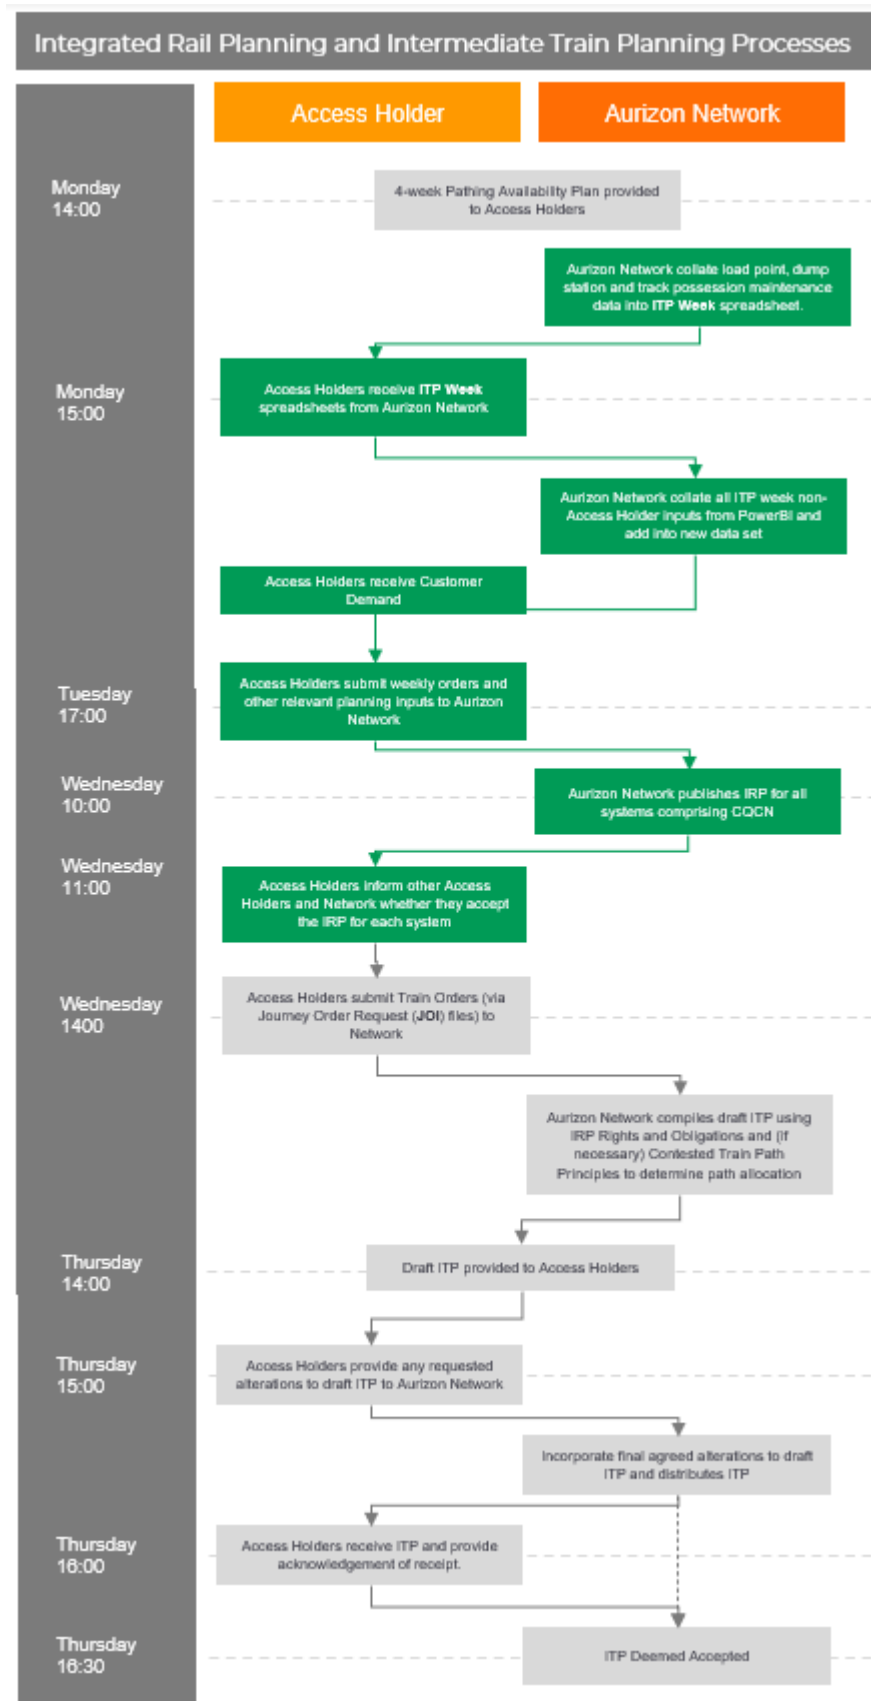 Integrated Rail Planning and Intermediate Train Planning Processes
Access Holder
Aurizon Network
Monday
14:00
4-week Pathing Availability Plan provided
to Access Holders
Aurizon Network collate load point, dump
station and track possession maintenance
data into ITP Week spreadsheet.
Monday
15:00
Access Holders receive ITP Week
spreadsheets from Aurizon Network
Aurizon Network collate all ITP week non-
Access Holder inputs from PowerBI and
add into new data set
Access Holders receive Customer
Demand
Tuesday
17:00
Access Holders submit weekly orders and
other relevant planning inputs to Aurizon
Network
Wednesday
10:00
Aurizon Network publishes IRP for all
systems comprising CQCN
Wednesday
11:00
Access Holders inform other Access
Holders and Network whether they accept
the IRP for each system
Wednesday
1400
Access Holders submit Train Orders (via
Journey Order Request (JOI) files) to
Network
Aurizon Network compiles draft ITP using
IRP Rights and Obligations and (if
necessary) Contested Train Path
Principles to determine path allocation
Thursday
14:00
Draft ITP provided to Access Holders
Thursday
15:00
Access Holders provide any requested
alterations to draft ITP to Aurizon Network
Incorporate final agreed alterations to draft
ITP and distributes ITP
Thursday
16:00
Access Holders receive ITP and provide
acknowledgement of receipt.
Thursday
16:30
ITP Deemed Accepted